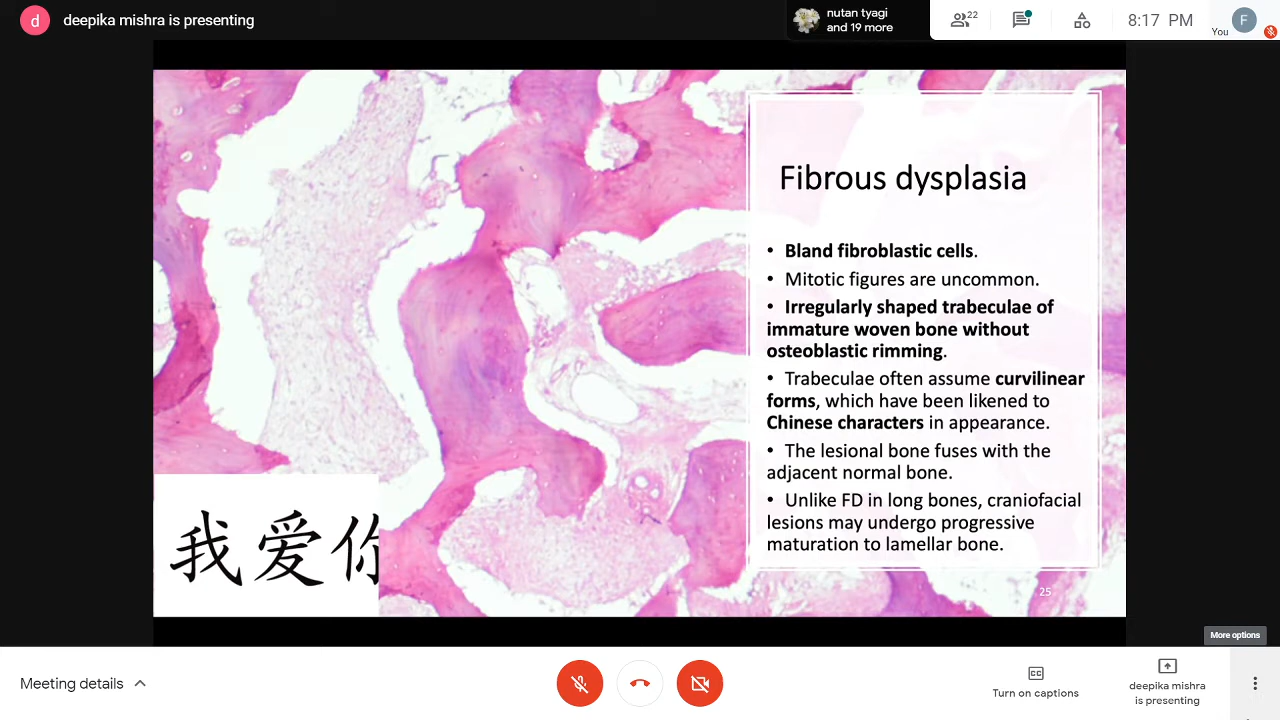 d
deepika mishra is presenting
nutan tyagi
and 19 more
22
8:17 PM
You
F
Fibrous dysplasia
• Bland fibroblastic cells.
• Mitotic figures are uncommon.
• Irregularly shaped trabeculae of
immature woven bone without
osteoblastic rimming.
• Trabeculae often assume curvilinear
forms, which have been likened to
Chinese characters in appearance.
• The lesional bone fuses with the
adjacent normal bone.
• Unlike FD in long bones, craniofacial
lesions may undergo progressive
maturation to lamellar bone.
我爱
25
More options
Meeting details
CC
Turn on captions
deepika mishra
is presenting